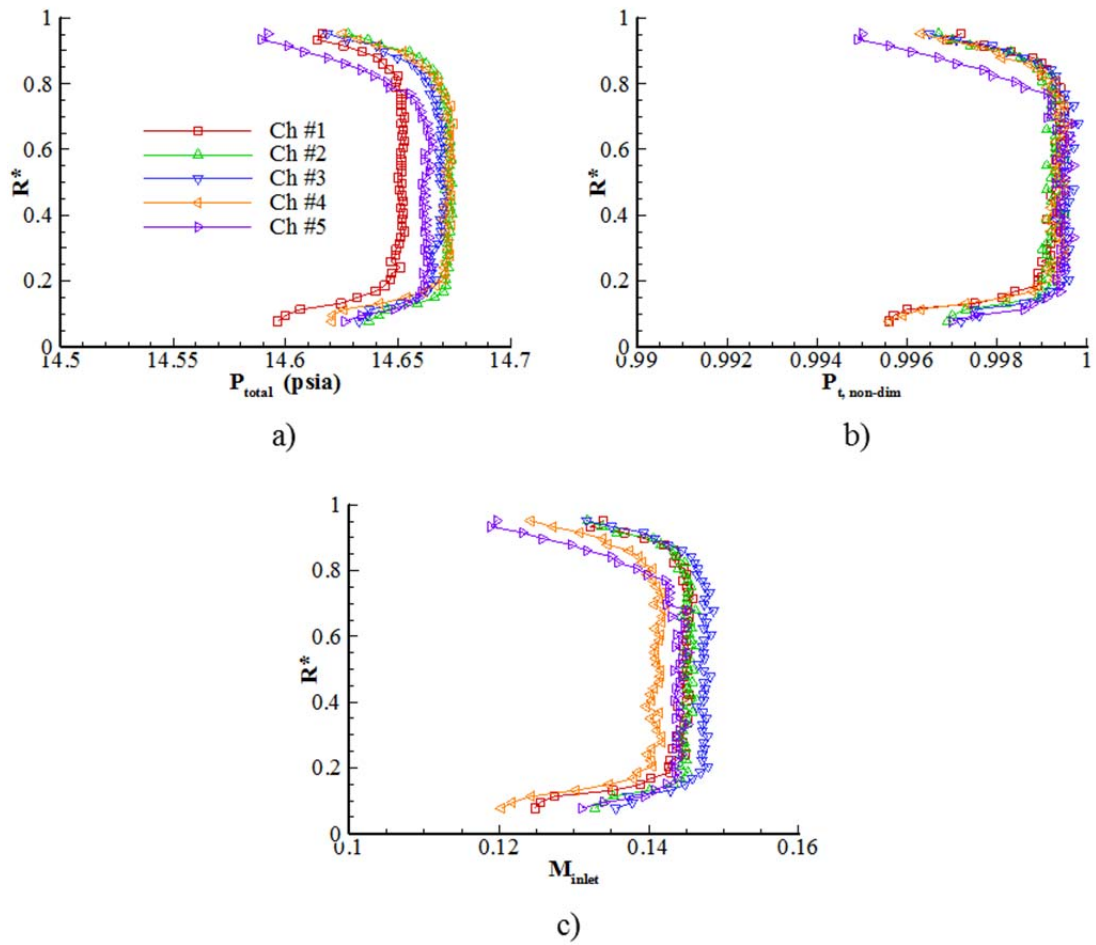 1
0.8
0.6
0.4
0.2
0
R*
Ch #1
Ch #2
Ch #3
Ch #4
Ch #5
14.5 14.55 14.6 14.65 14.7
P total (psia)
a)
1
0.8
0.6
0.4
0.2
0
R*
0.99 0.992 0.994 0.996 0.998 1
P t, non-dim
b)
1
0.8
0.6
0.4
0.2
0
R*
0.1 0.12 0.14 0.16
M inlet
c)